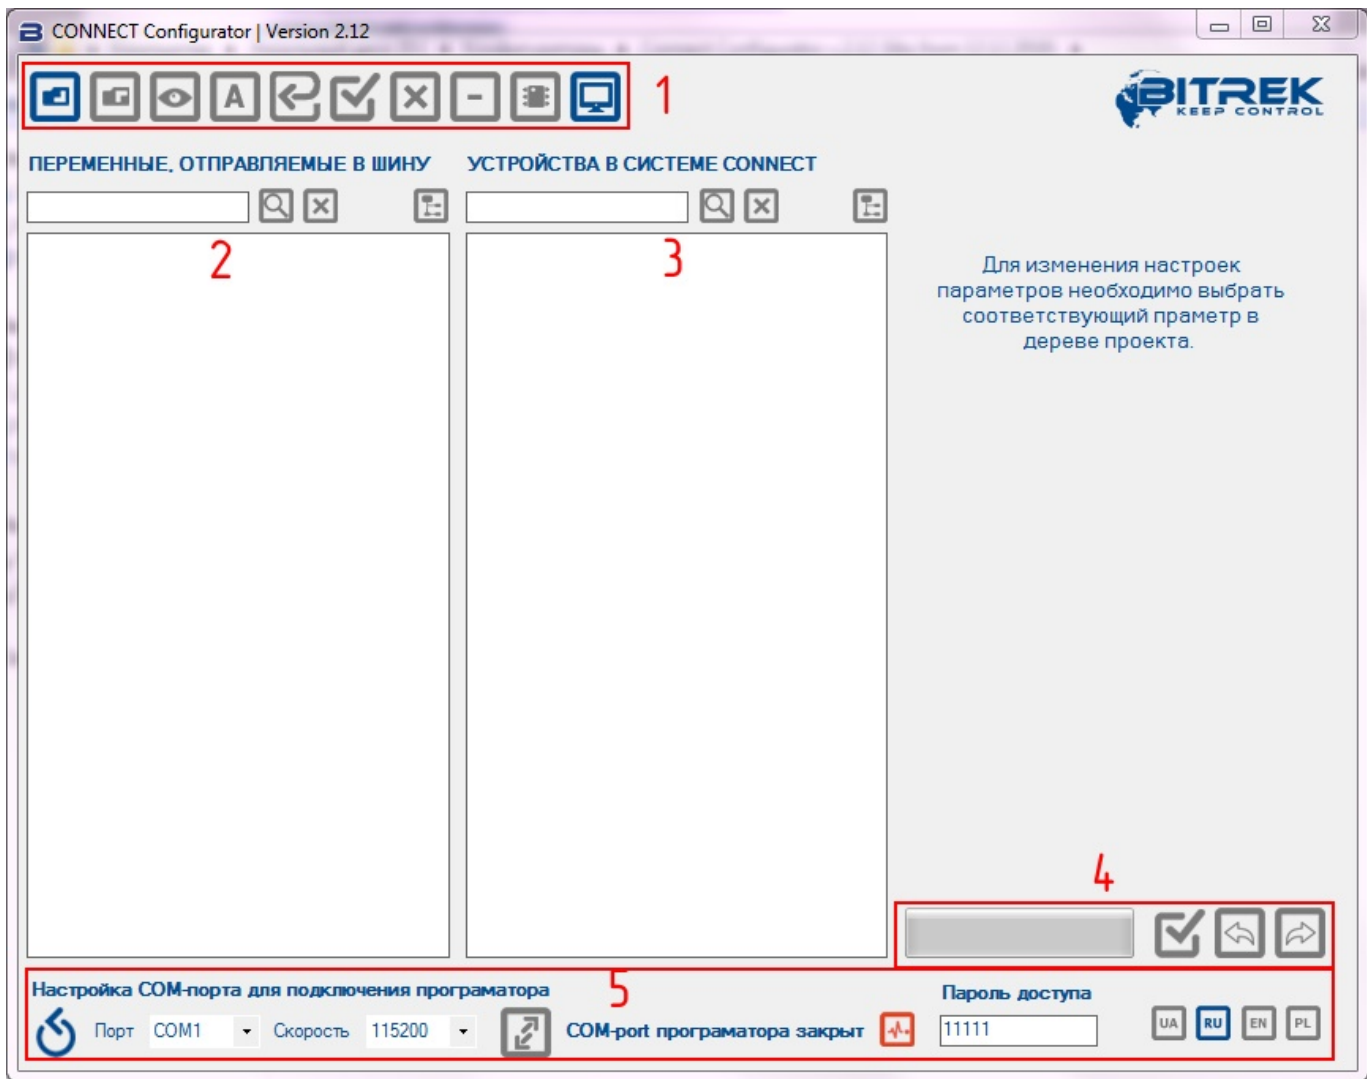 CONNECT Configurator | Version 2.12
1
BITREK
KEEP CONTROL
ПЕРЕМЕННЫЕ, ОТПРАВЛЯЕМЫЕ В ШИНУ
УСТРОЙСТВА В СИСТЕМЕ CONNECT
2
3
Для изменения настроек
параметров необходимо выбрать
соответствующий праметр в
дереве проекта.
4
5
Настройка COM-порта для подключения програматора
Порт COM1 Скорость 115200
COM-port програматора закрыт
Пароль доступа
11111
UA RU EN PL